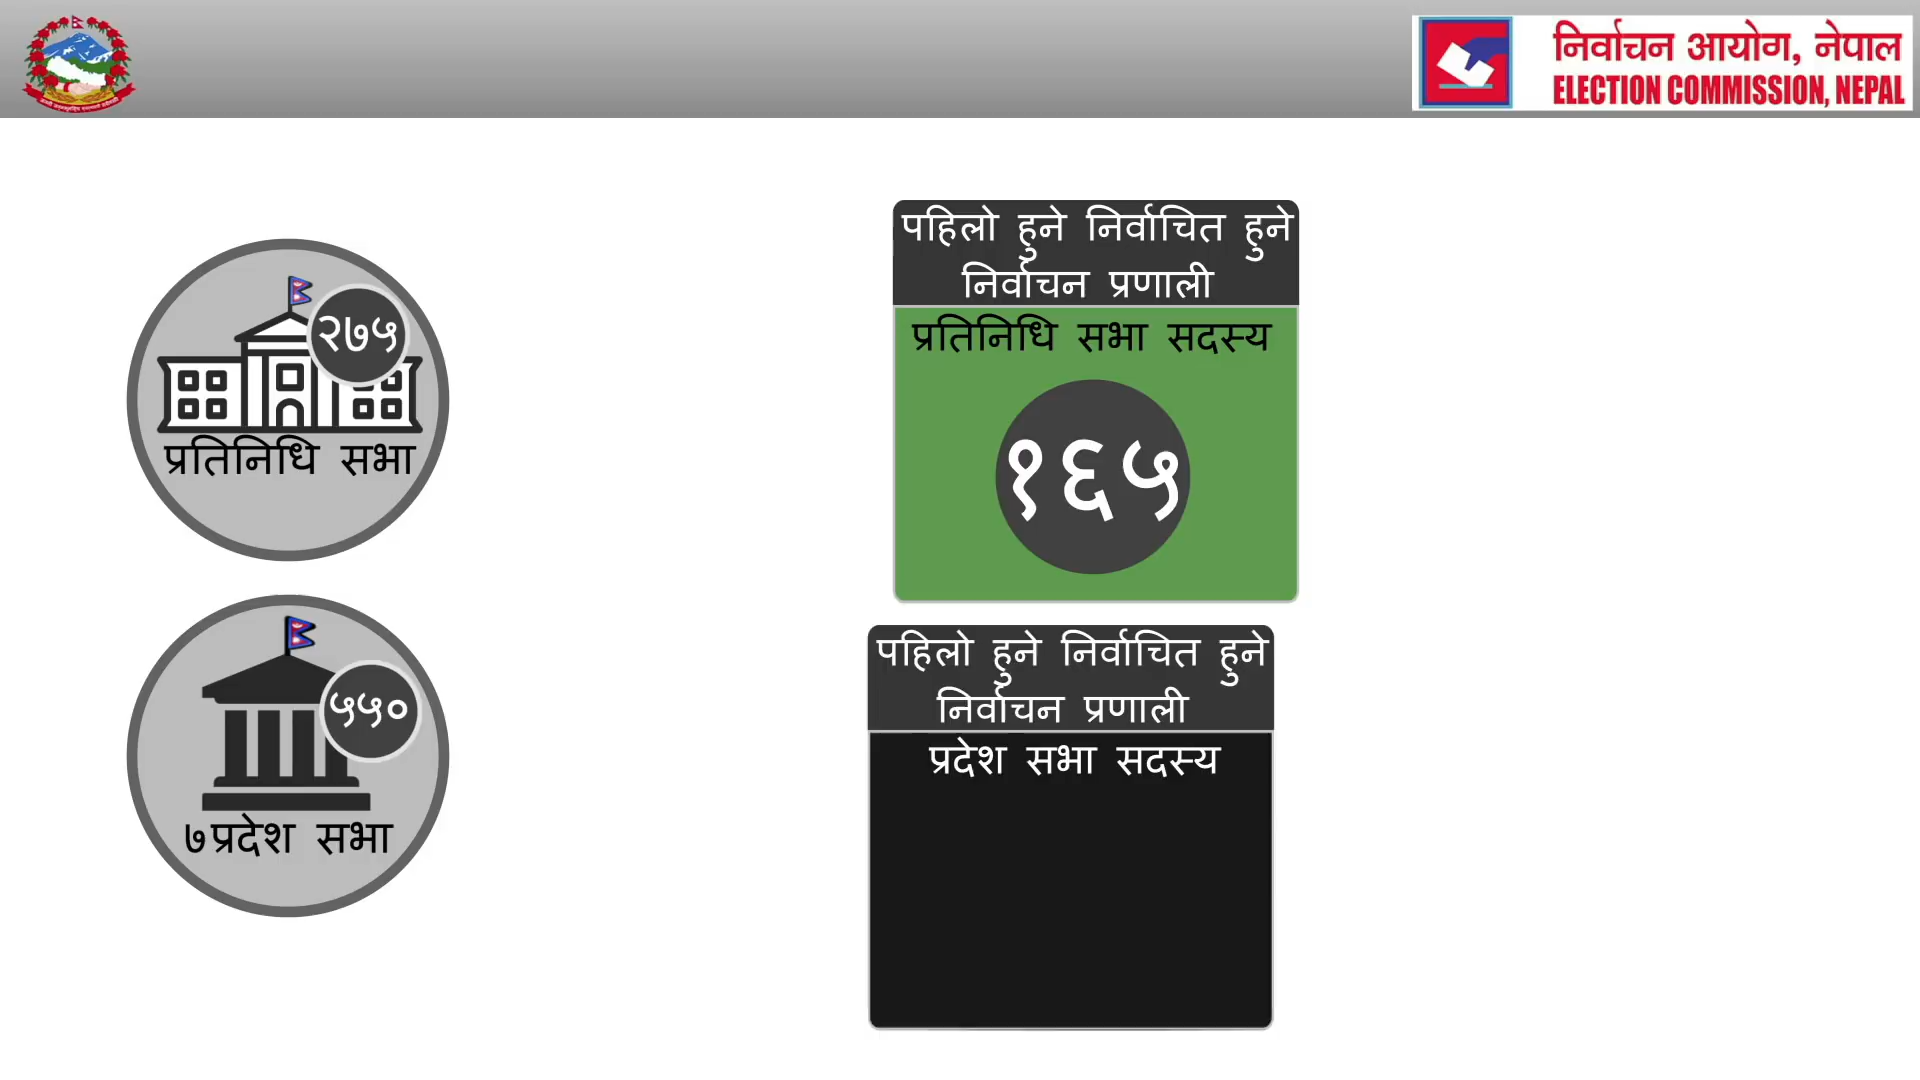 निर्वाचन आयोग, नेपाल
ELECTION COMMISSION, NEPAL
२७५
प्रतिनिधि सभा
पहिलो हुने निर्वाचित हुने
निर्वाचन प्रणाली
प्रतिनिधि सभा सदस्य
१६५
५५०
७ प्रदेश सभा
पहिलो हुने निर्वाचित हुने
निर्वाचन प्रणाली
प्रदेश सभा सदस्य